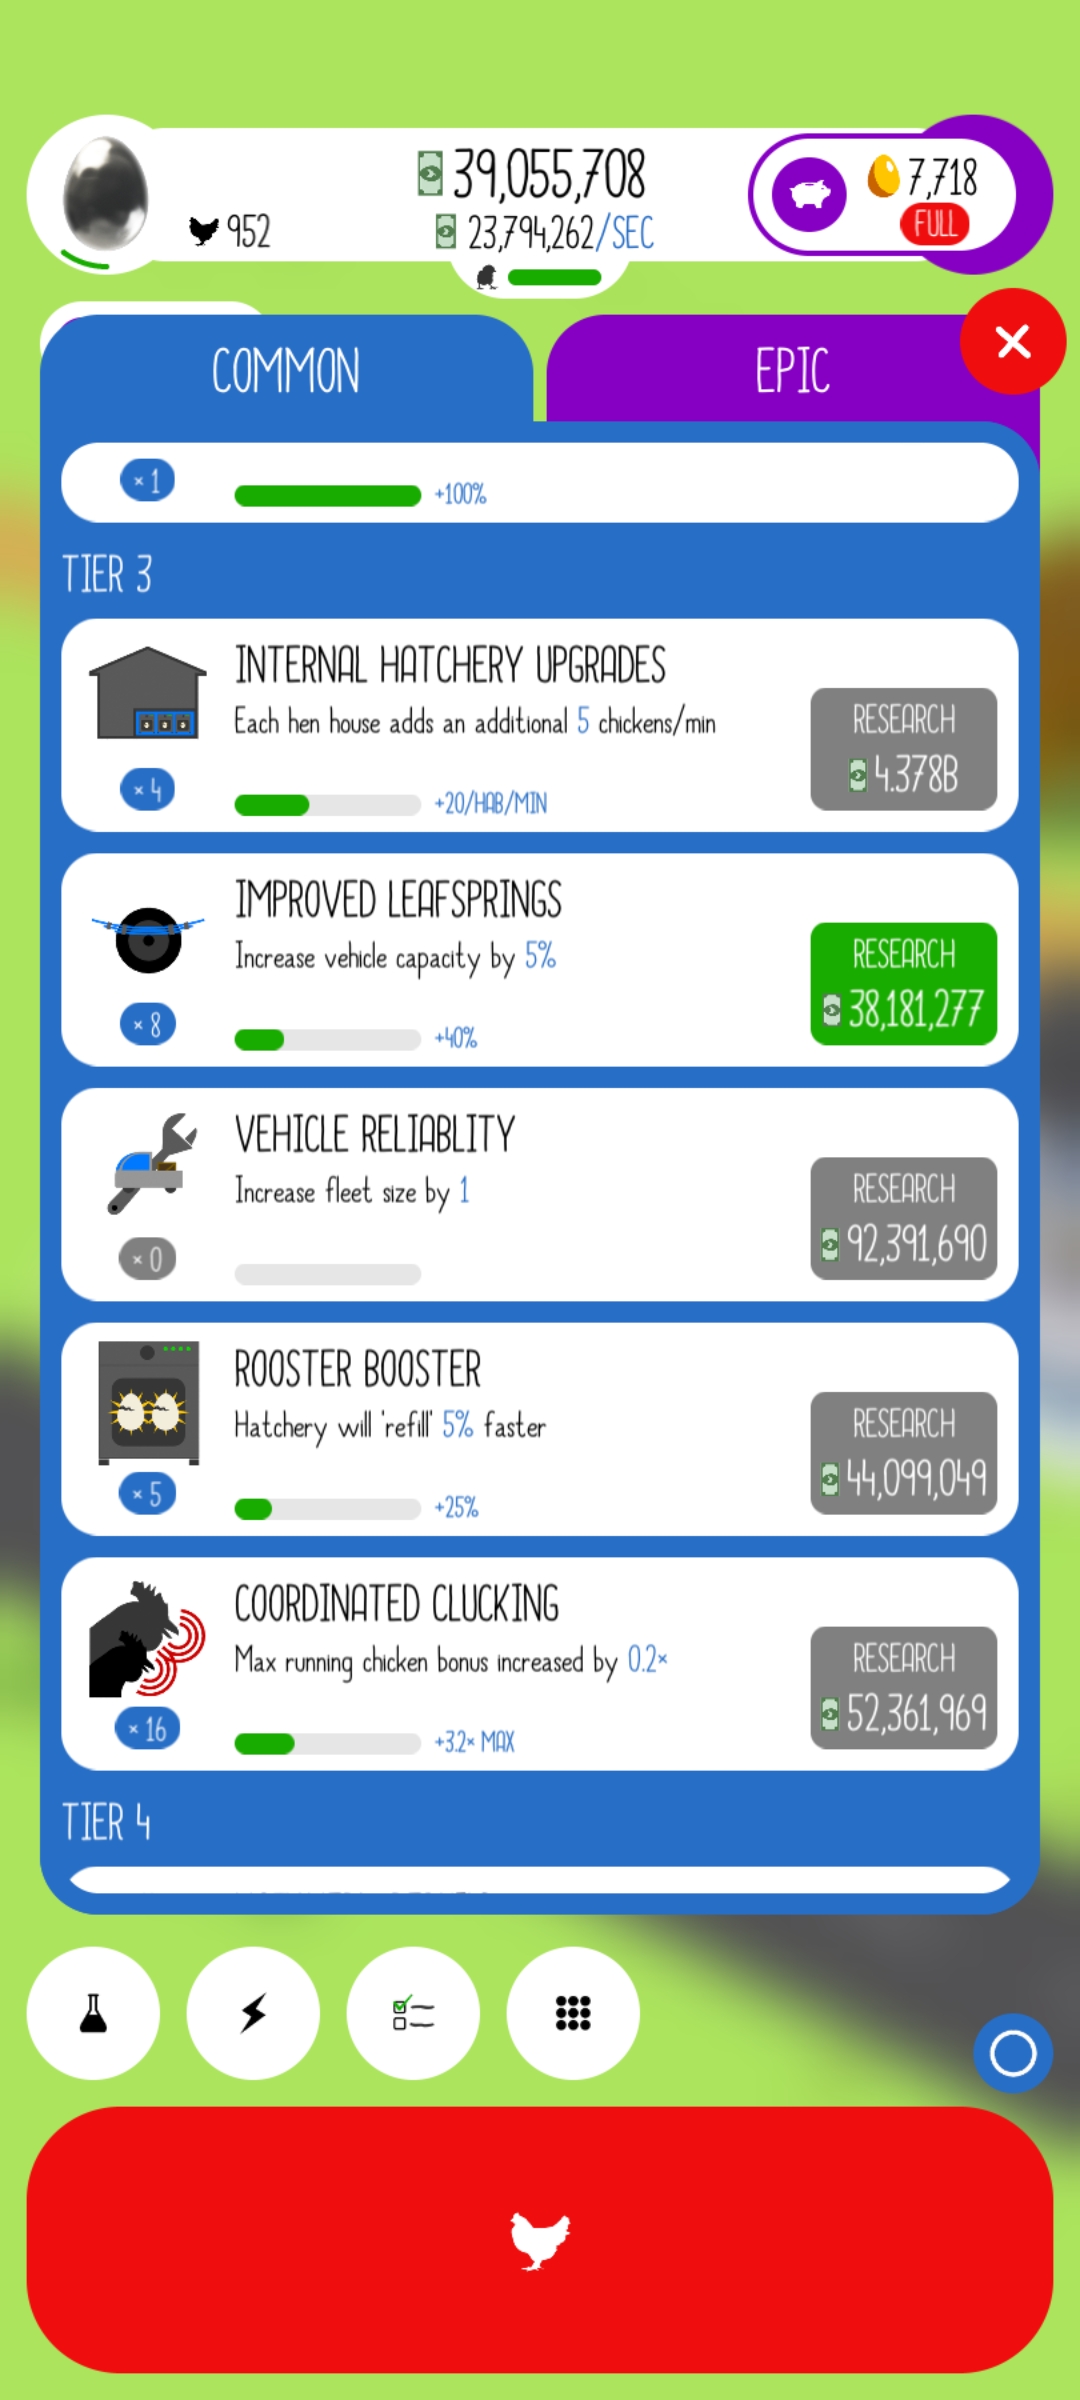 39,055,708
952
23,794,262/SEC
7,718
FULL
COMMON
EPIC
× 1
+100%
TIER 3
INTERNAL HATCHERY UPGRADES
Each hen house adds an additional 5 chickens/min
RESEARCH
4.378B
× 4
+20/HAB/MIN
IMPROVED LEAFSPRINGS
Increase vehicle capacity by 5%
RESEARCH
38,181,277
× 8
+40%
VEHICLE RELIABLITY
Increase fleet size by 1
RESEARCH
92,391,690
× 0
ROOSTER BOOSTER
Hatchery will 'refill' 5% faster
RESEARCH
44,099,049
× 5
+25%
COORDINATED CLUCKING
Max running chicken bonus increased by 0.2×
RESEARCH
52,361,969
× 16
+3.2× MAX
TIER 4